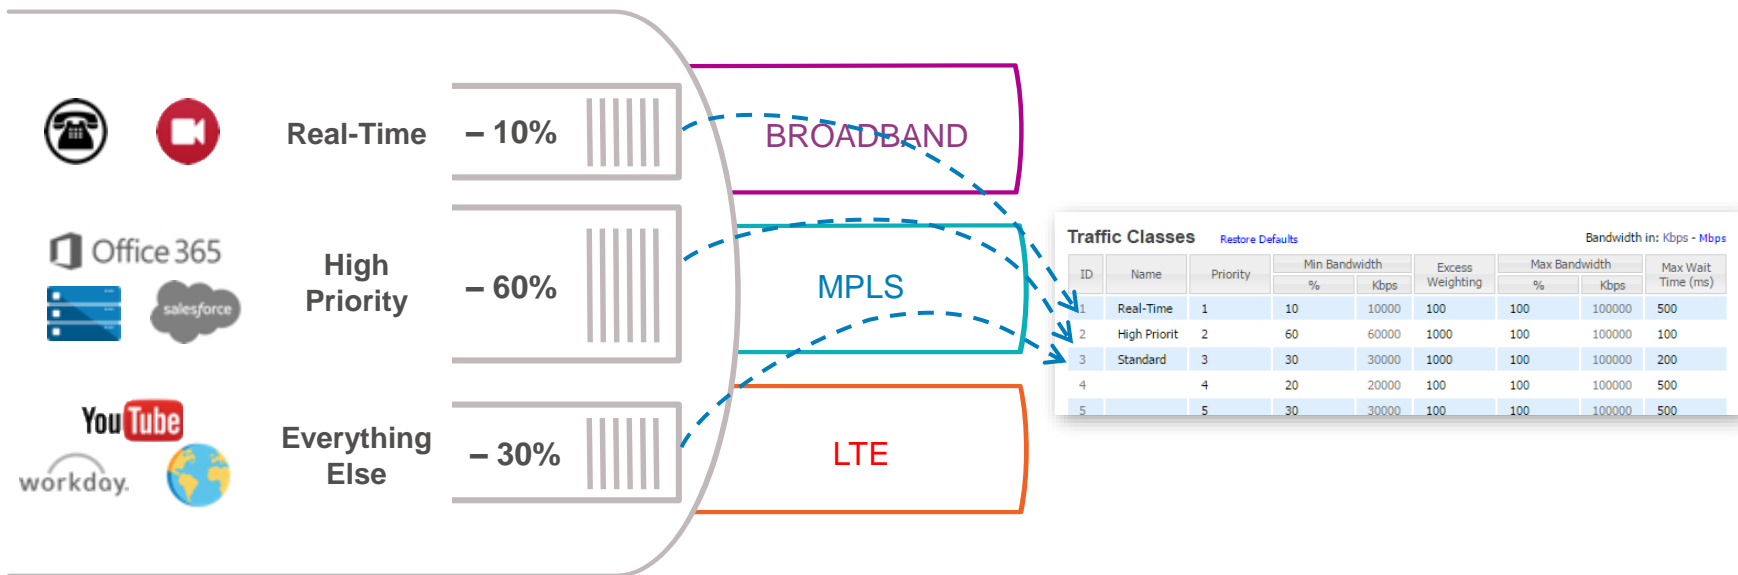 Real-Time
– 10%
BROADBAND
Office 365
salesforce
High
Priority
– 60%
MPLS
YouTube
workday.
Everything
Else
– 30%
LTE
Traffic Classes Restore Defaults Bandwidth in: Kbps - Mbps
ID Name Priority Min Bandwidth Excess Weighting Max Bandwidth Max Wait Time (ms)
% Kbps % Kbps
1 Real-Time 1 10 10000 100 100 100000 500
2 High Priorit 2 60 60000 1000 100 100000 100
3 Standard 3 30 30000 1000 100 100000 200
4 4 20 20000 100 100 100000 500
5 5 30 30000 100 100 100000 500